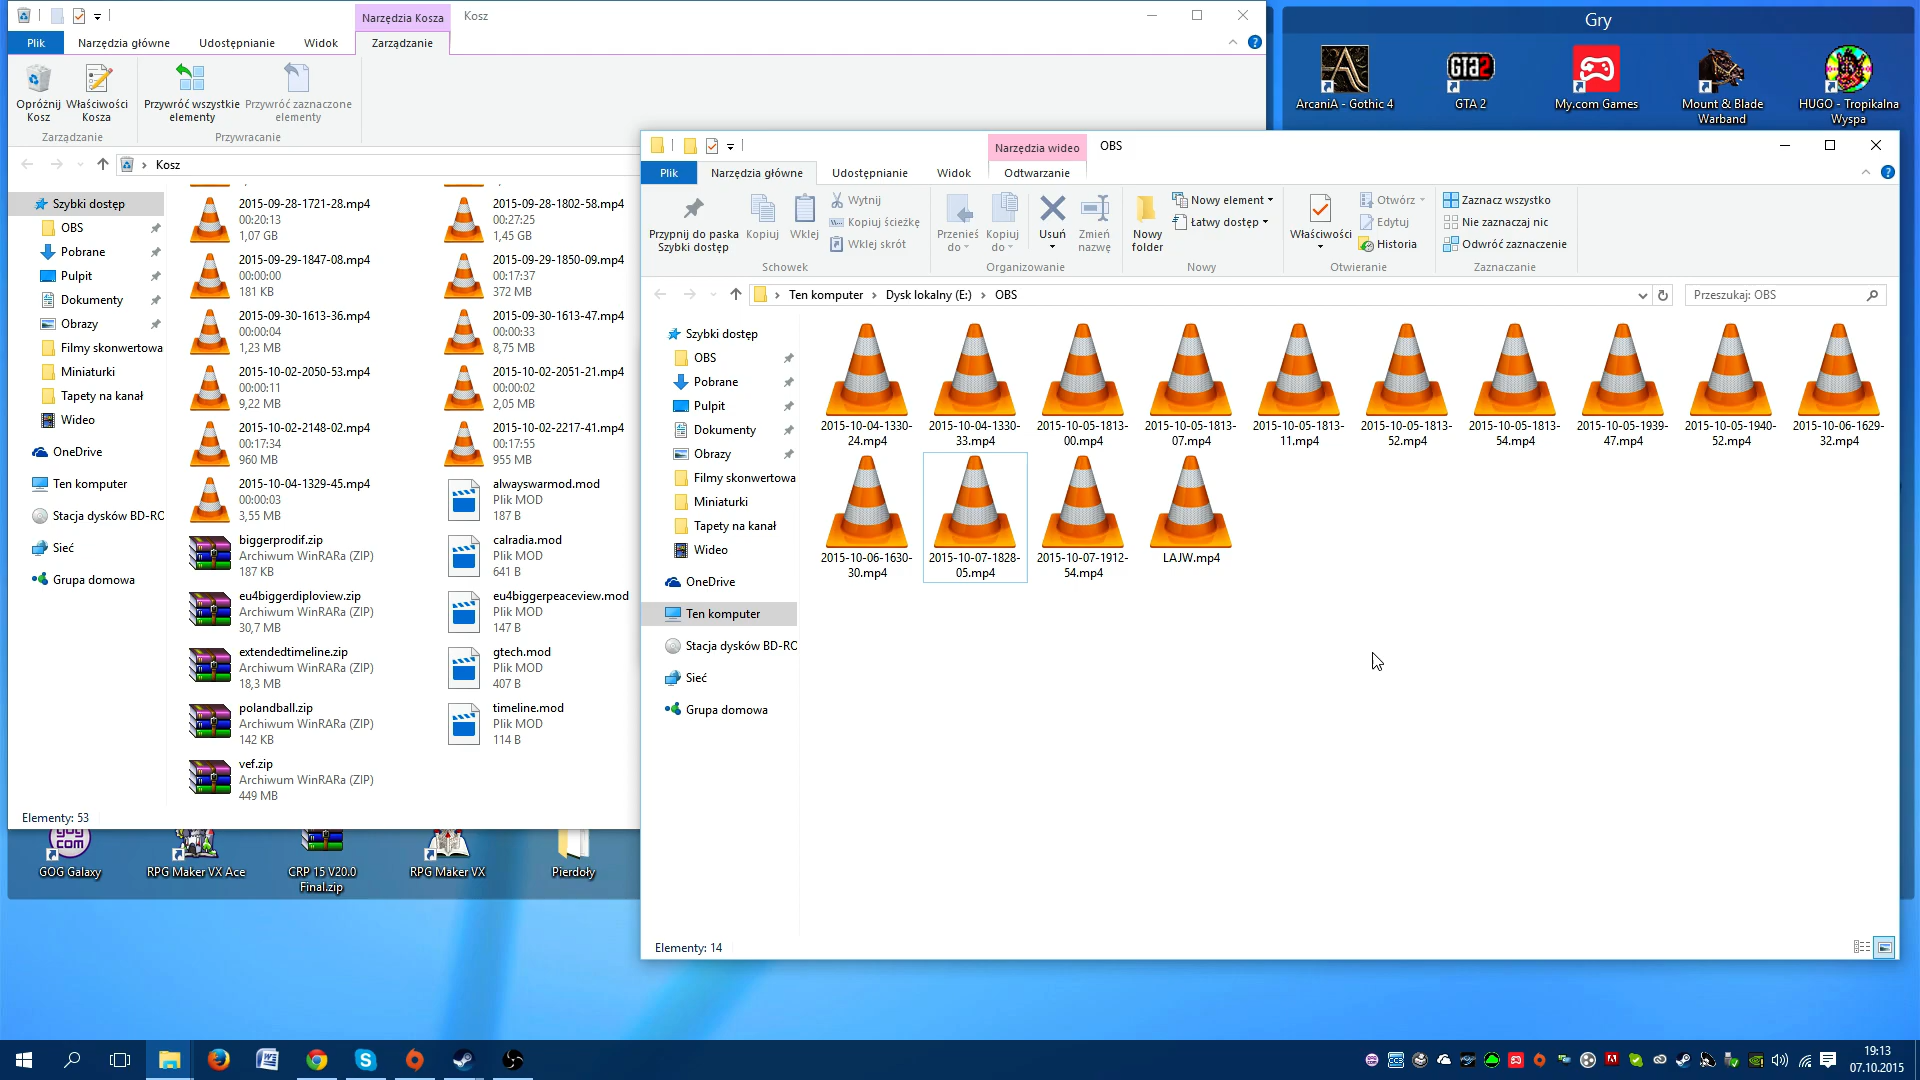 Narzędzia Kosza
Kosz
Plik
Narzędzia główne
Udostępnianie
Widok
Zarządzanie
Opróżnij Kosz
Właściwości Kosza
Przywróć wszystkie elementy
Przywróć zaznaczone elementy
Zarządzanie
Przywracanie
Kosz
Szybki dostęp
OBS
Pobrane
Pulpit
Dokumenty
Obrazy
Filmy skonwertowa
Miniaturki
Tapety na kanał
Wideo
OneDrive
Ten komputer
Stacja dysków BD-RO
Sieć
Grupa domowa
2015-09-28-1721-28.mp4
00:20:13
1,07 GB
2015-09-28-1802-58.mp4
00:27:25
1,45 GB
2015-09-29-1847-08.mp4
00:00:00
181 KB
2015-09-29-1850-09.mp4
00:17:37
372 MB
2015-09-30-1613-36.mp4
00:00:04
1,23 MB
2015-09-30-1613-47.mp4
00:00:33
8,75 MB
2015-10-02-2050-53.mp4
00:00:11
9,22 MB
2015-10-02-2051-21.mp4
00:00:02
2,05 MB
2015-10-02-2148-02.mp4
00:17:34
960 MB
2015-10-02-2217-41.mp4
00:17:55
955 MB
2015-10-04-1329-45.mp4
00:00:03
3,55 MB
alwayswarmod.mod
Plik MOD
187 B
biggerprodif.zip
Archiwum WinRARa (ZIP)
187 KB
calradia.mod
Plik MOD
641 B
eu4biggerdiploview.zip
Archiwum WinRARa (ZIP)
30,7 MB
eu4biggerpeaceview.mod
Plik MOD
147 B
extendedtimeline.zip
Archiwum WinRARa (ZIP)
18,3 MB
gtech.mod
Plik MOD
407 B
polandball.zip
Archiwum WinRARa (ZIP)
142 KB
timeline.mod
Plik MOD
114 B
vef.zip
Archiwum WinRARa (ZIP)
449 MB
Elementy: 53
Gry
ArcaniA - Gothic 4
GTA2
GTA 2
My.com Games
Mount & Blade Warband
HUGO - Tropikalna Wyspa
Narzędzia wideo
OBS
Plik
Narzędzia główne
Udostępnianie
Widok
Odtwarzanie
Przypnij do paska Szybki dostęp
Kopiuj
Wklej
Wytnij
Kopiuj ścieżkę
Wklej skrót
Schowek
Przenieś do
Kopiuj do
Usuń
Zmień nazwę
Organizowanie
Nowy folder
Nowy element
Łatwy dostęp
Nowy
Właściwości
Otwórz
Edytuj
Historia
Otwieranie
Zaznacz wszystko
Nie zaznaczaj nic
Odwróć zaznaczenie
Zaznaczanie
Ten komputer
Dysk lokalny (E:)
OBS
Przeszukaj: OBS
Szybki dostęp
OBS
Pobrane
Pulpit
Dokumenty
Obrazy
Filmy skonwertowa
Miniaturki
Tapety na kanał
Wideo
OneDrive
Ten komputer
Stacja dysków BD-RO
Sieć
Grupa domowa
2015-10-04-1330-24.mp4
2015-10-04-1330-33.mp4
2015-10-05-1813-00.mp4
2015-10-05-1813-07.mp4
2015-10-05-1813-11.mp4
2015-10-05-1813-52.mp4
2015-10-05-1813-54.mp4
2015-10-05-1939-47.mp4
2015-10-05-1940-52.mp4
2015-10-06-1629-32.mp4
2015-10-06-1630-30.mp4
2015-10-07-1828-05.mp4
2015-10-07-1912-54.mp4
LAJW.mp4
Elementy: 14
GOG Galaxy
RPG Maker VX Ace
CRP 15 V20.0 Final.zip
RPG Maker VX
Pierdoły
19:13
07.10.2015